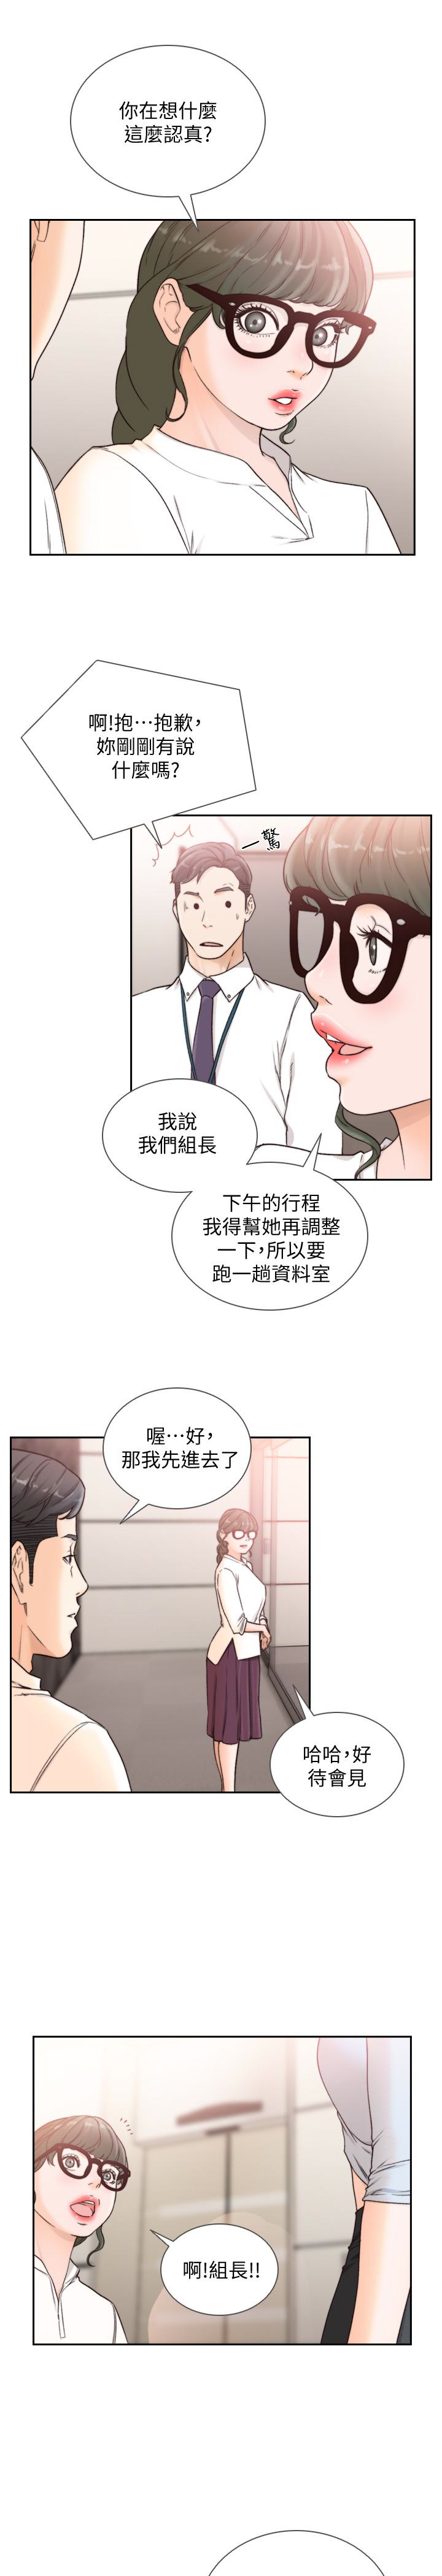 你在想什麼
這麼認真?
啊!抱⋯抱歉,
妳剛剛有說
什麼嗎?
一驚
我說
我們組長
下午的行程
我得幫她再調整
一下,所以要
跑一趟資料室
喔⋯好,
那我先進去了
哈哈,好
待會見
啊!組長!!